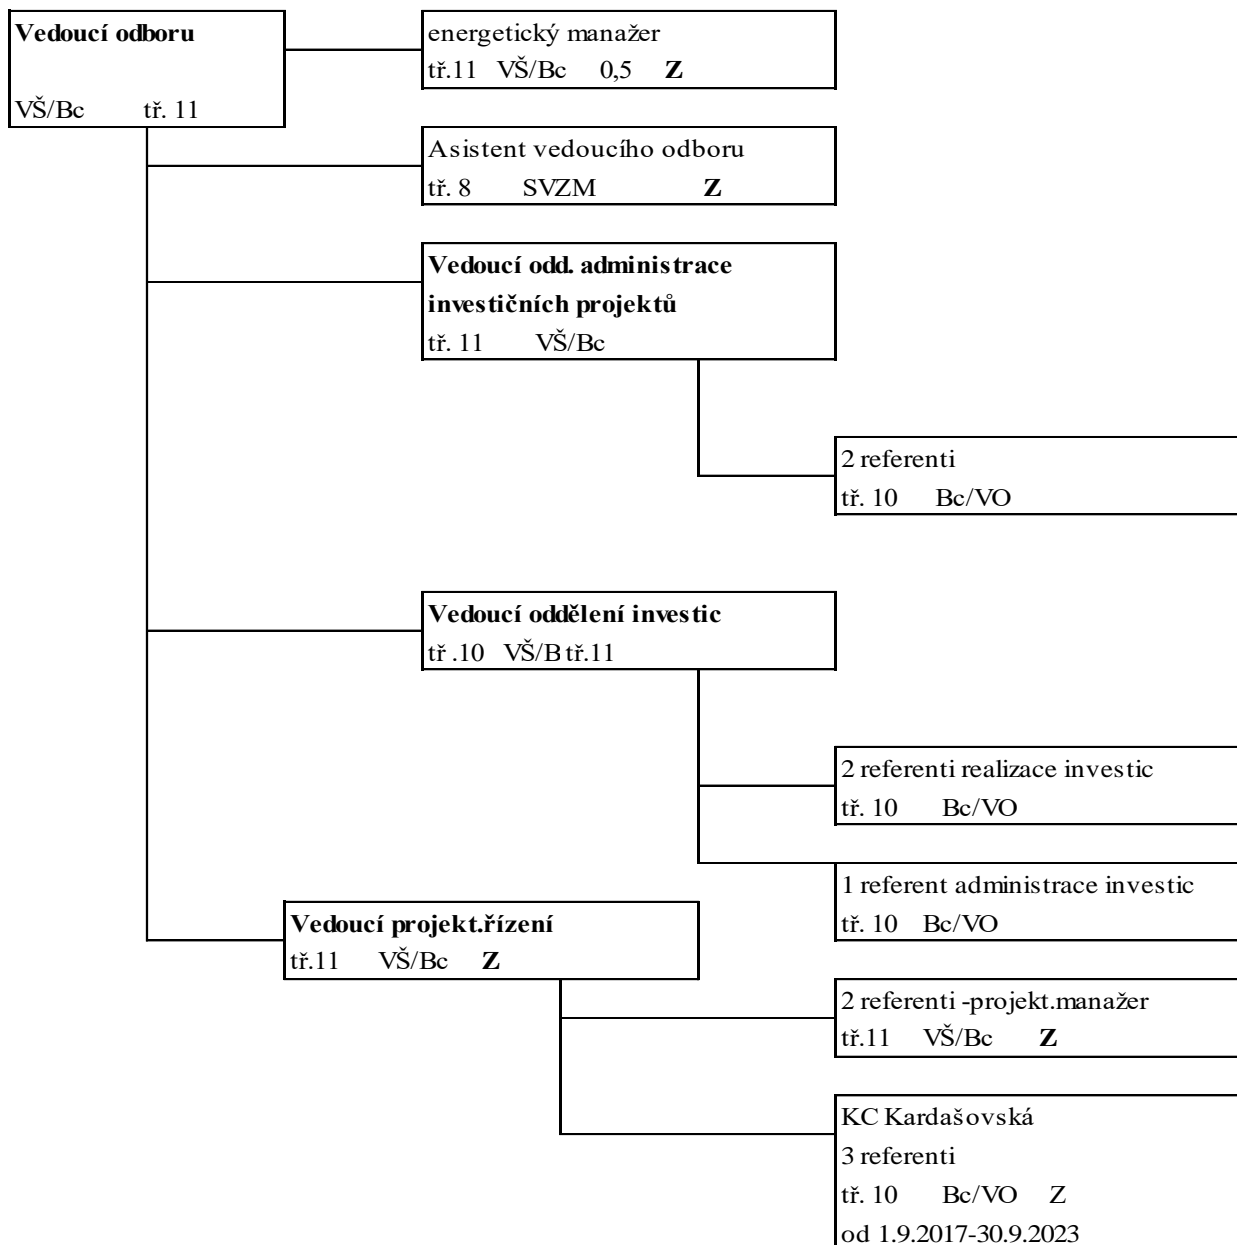 Vedoucí odboru
VŠ/Bc tř. 11
energetický manažer
tř.11 VŠ/Bc 0,5 Z
Asistent vedoucího odboru
tř. 8 SVZM Z
Vedoucí odd. administrace
investičních projektů
tř. 11 VŠ/Bc
2 referenti
tř. 10 Bc/VO
Vedoucí oddělení investic
tř .10 VŠ/B tř.11
2 referenti realizace investic
tř. 10 Bc/VO
1 referent administrace investic
tř. 10 Bc/VO
Vedoucí projekt.řízení
tř.11 VŠ/Bc Z
2 referenti -projekt.manažer
tř.11 VŠ/Bc Z
KC Kardašovská
3 referenti
tř. 10 Bc/VO Z
od 1.9.2017-30.9.2023